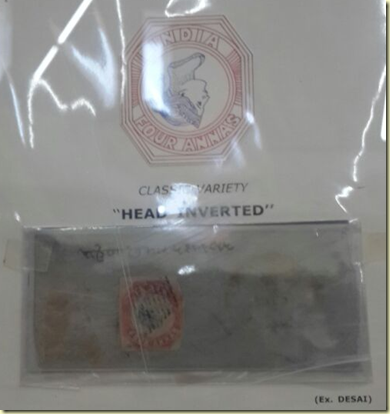 INDIA
FOUR ANNAS
CLASSIC VARIETY
"HEAD INVERTED"
(Ex. DESAI)